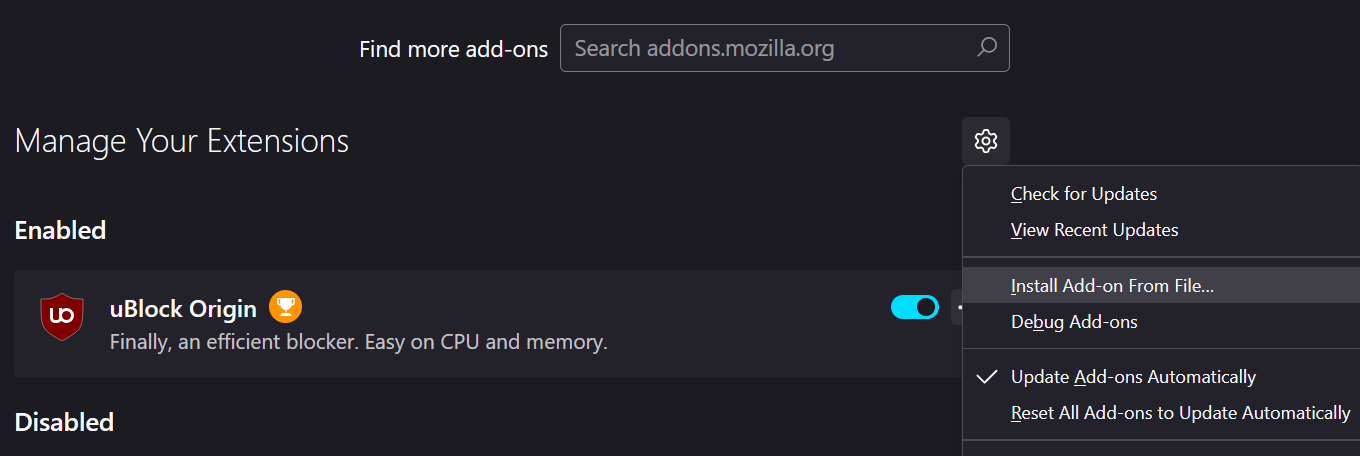 Find more add-ons
Search addons.mozilla.org
Manage Your Extensions
Check for Updates
View Recent Updates
Install Add-on From File...
Debug Add-ons
Update Add-ons Automatically
Reset All Add-ons to Update Automatically
Enabled
uBlock Origin
Finally, an efficient blocker. Easy on CPU and memory.
Disabled